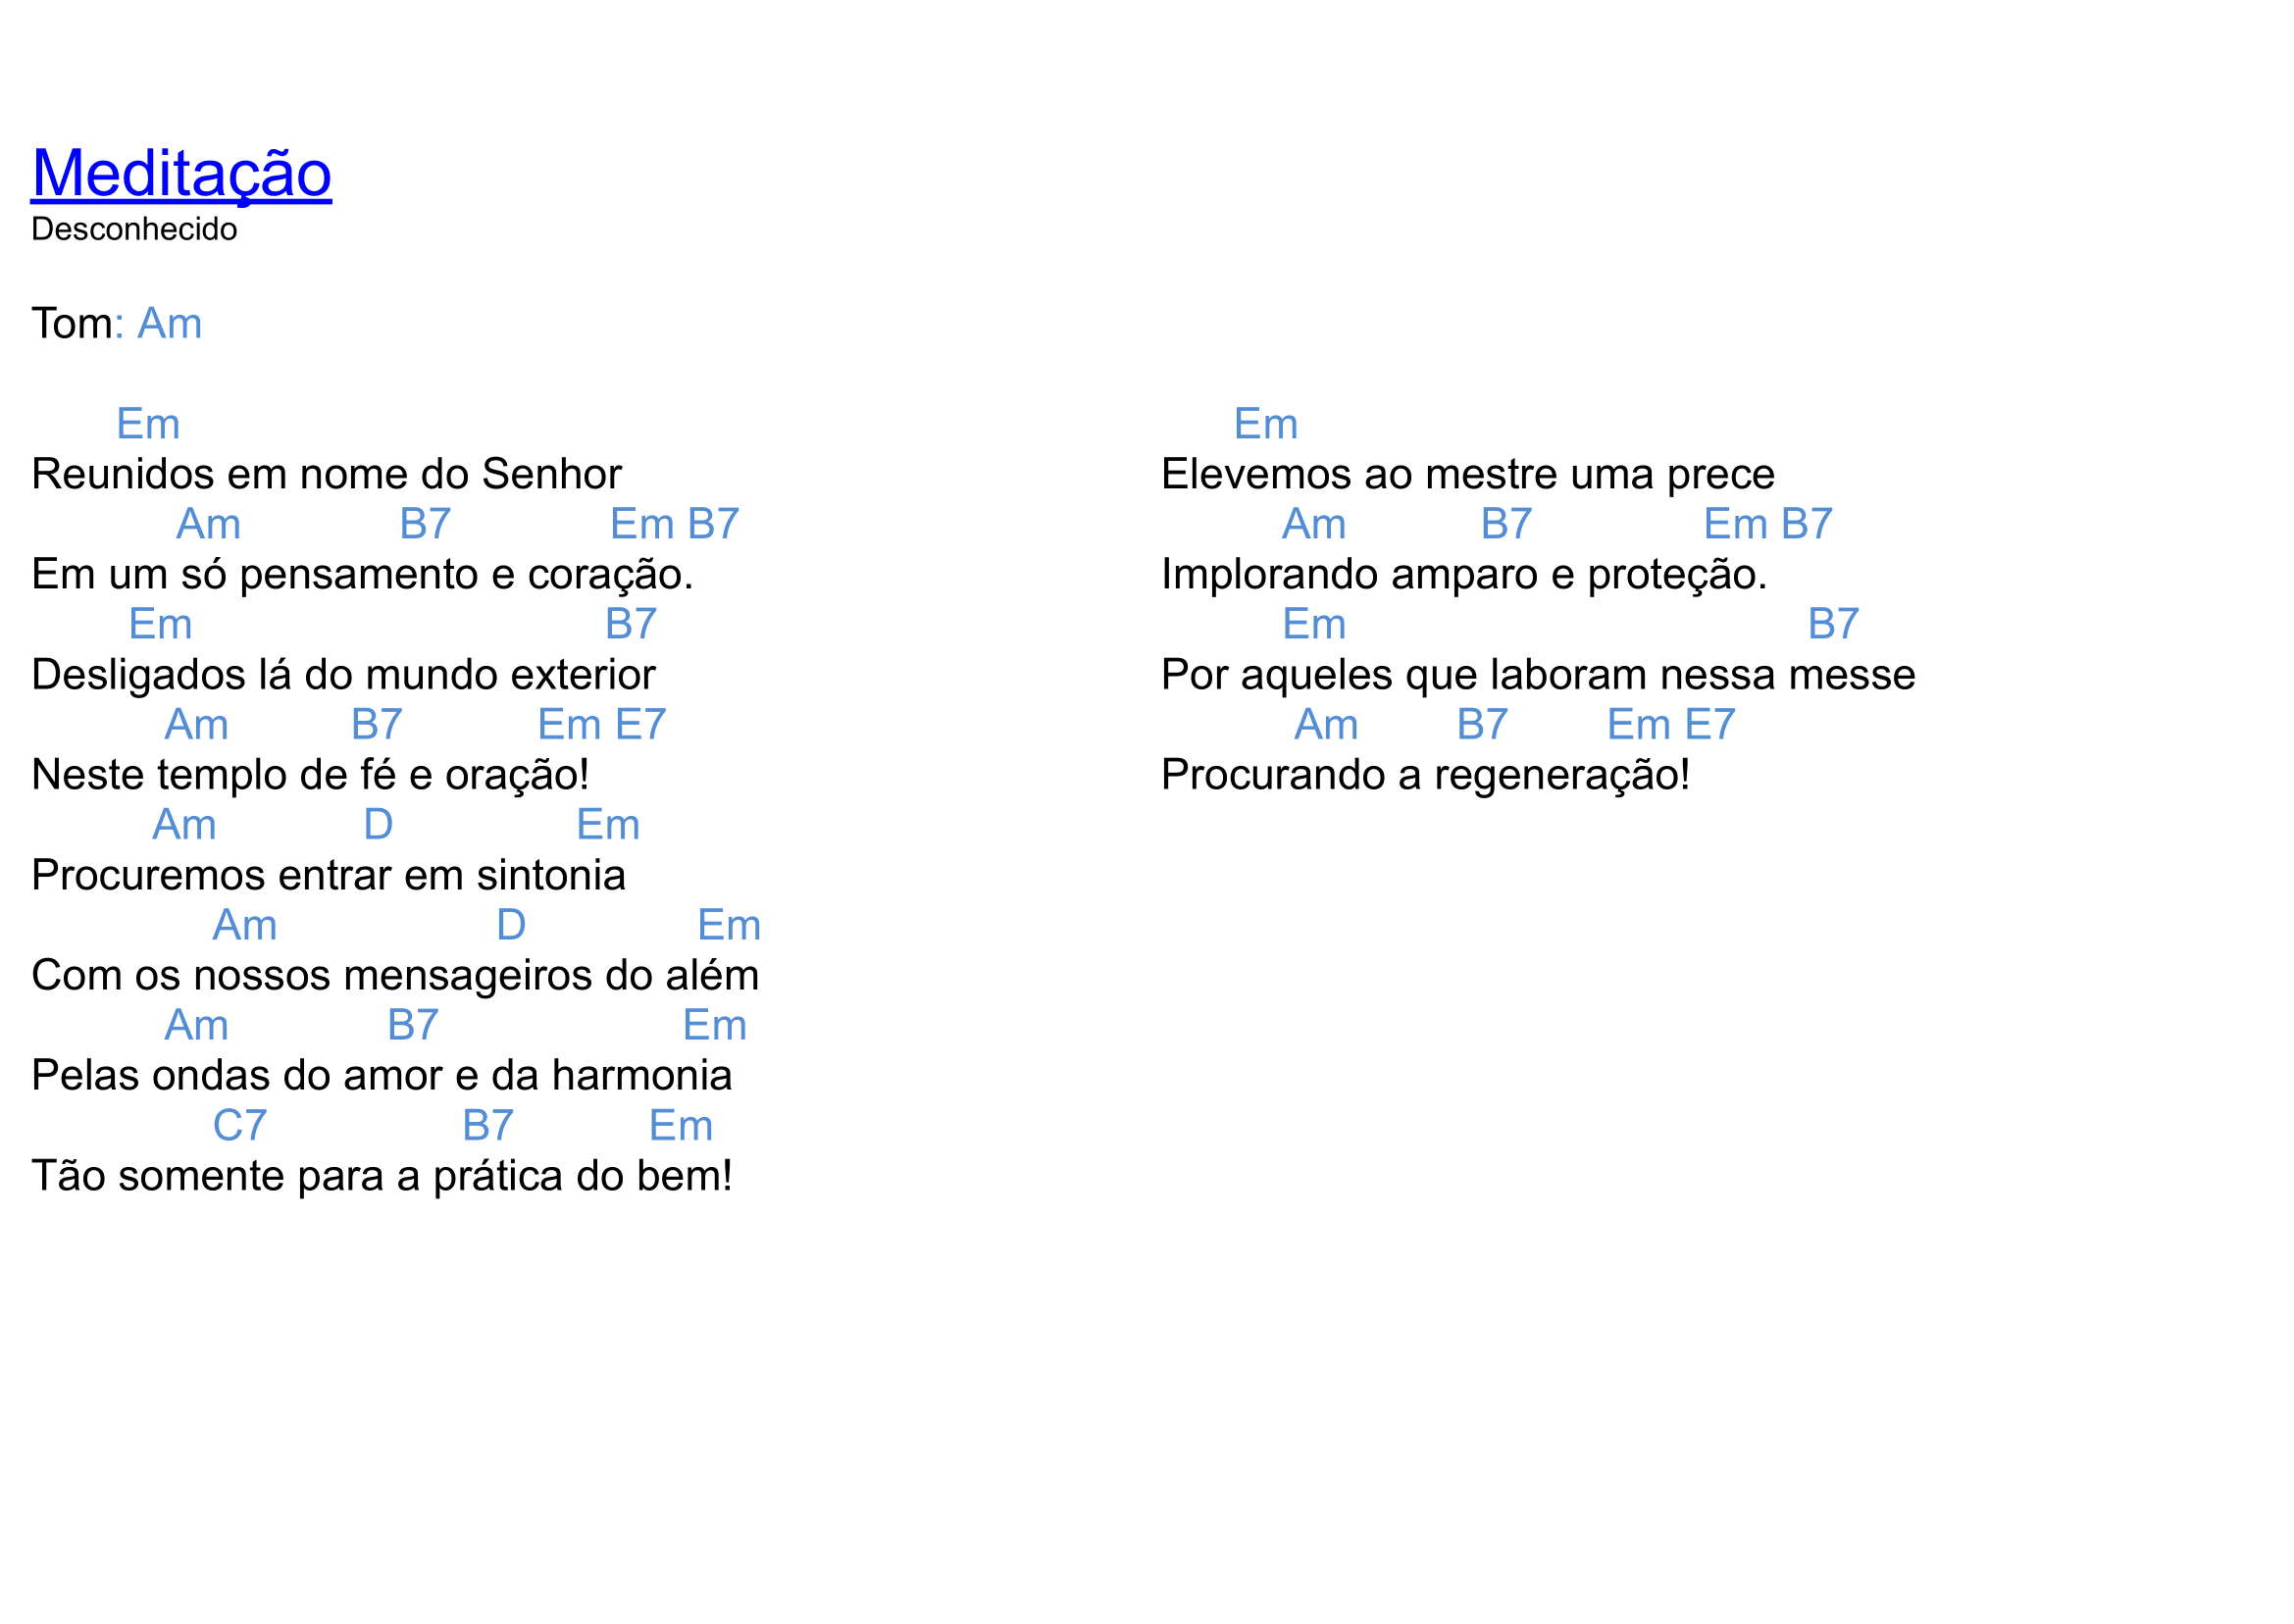 Meditação
Desconhecido
Tom: Am
Em
Reunidos em nome do Senhor
Am B7 Em B7
Em um só pensamento e coração.
Em B7
Desligados lá do mundo exterior
Am B7 Em E7
Neste templo de fé e oração!
Am D Em
Procuremos entrar em sintonia
Am D Em
Com os nossos mensageiros do além
Am B7 Em
Pelas ondas do amor e da harmonia
C7 B7 Em
Tão somente para a prática do bem!
Em
Elevemos ao mestre uma prece
Am B7 Em B7
Implorando amparo e proteção.
Em B7
Por aqueles que laboram nessa messe
Am B7 Em E7
Procurando a regeneração!